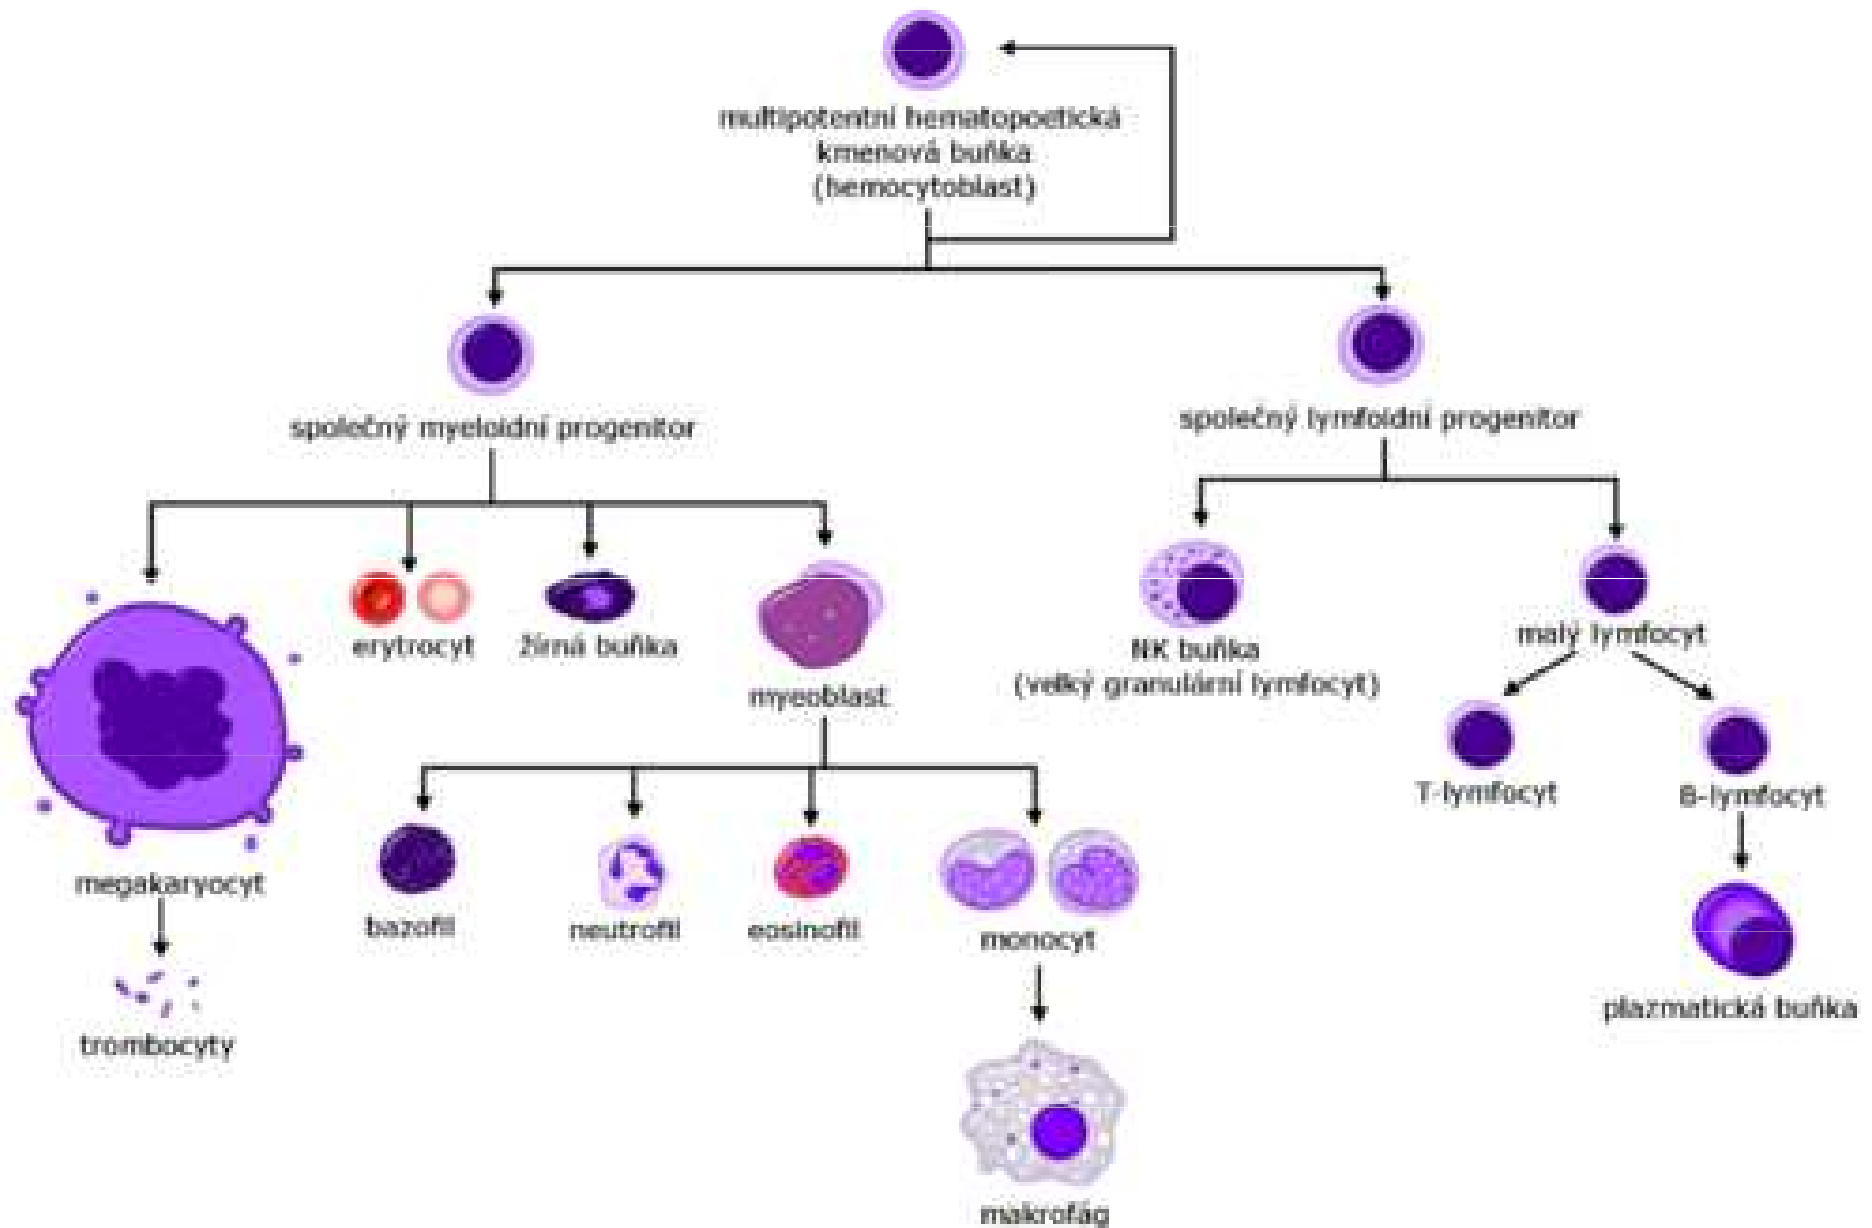 multipotentní hematopoetická
kmenová buňka
(hemocytoblast)
společný myeloidní progenitor
společný lymfoidní progenitor
erytrocyt
žírná buňka
myeoblast
NK buňka
(velký granulární lymfocyt)
malý lymfocyt
T-lymfocyt
B-lymfocyt
megakaryocyt
bazofil
neutrofil
eosinofil
monocyt
plazmatická buňka
trombocyty
makrofág